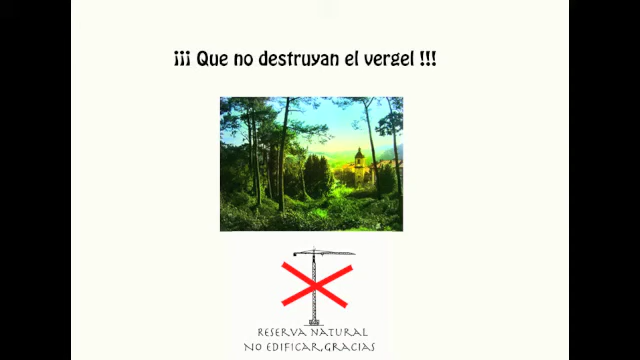 ¡¡¡ Que no destruyan el vergel !!!
RESERVA NATURAL
NO EDIFICAR,GRACIAS